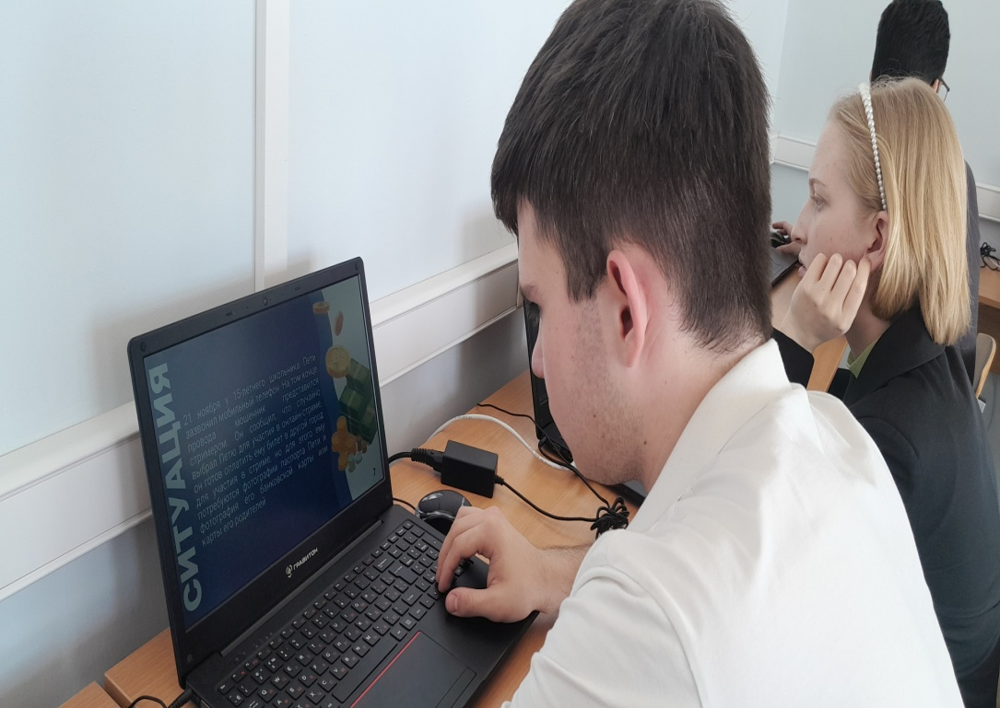 СИТУАЦИЯ
21 ноября у 15-летнего школьника Пети
зазвонил мобильный телефон. На том конце
провода мошенник представился
стримером. Он сообщил, что случайно
выбрал Петю для участия в онлайн-стриме,
он готов оплатить ему билет в другой город
для участия в стриме, но для этого ему
потребуются фотографии паспорта Пети и
фотография его банковской карты или
карты его родителей
7
ГРАВИТОН